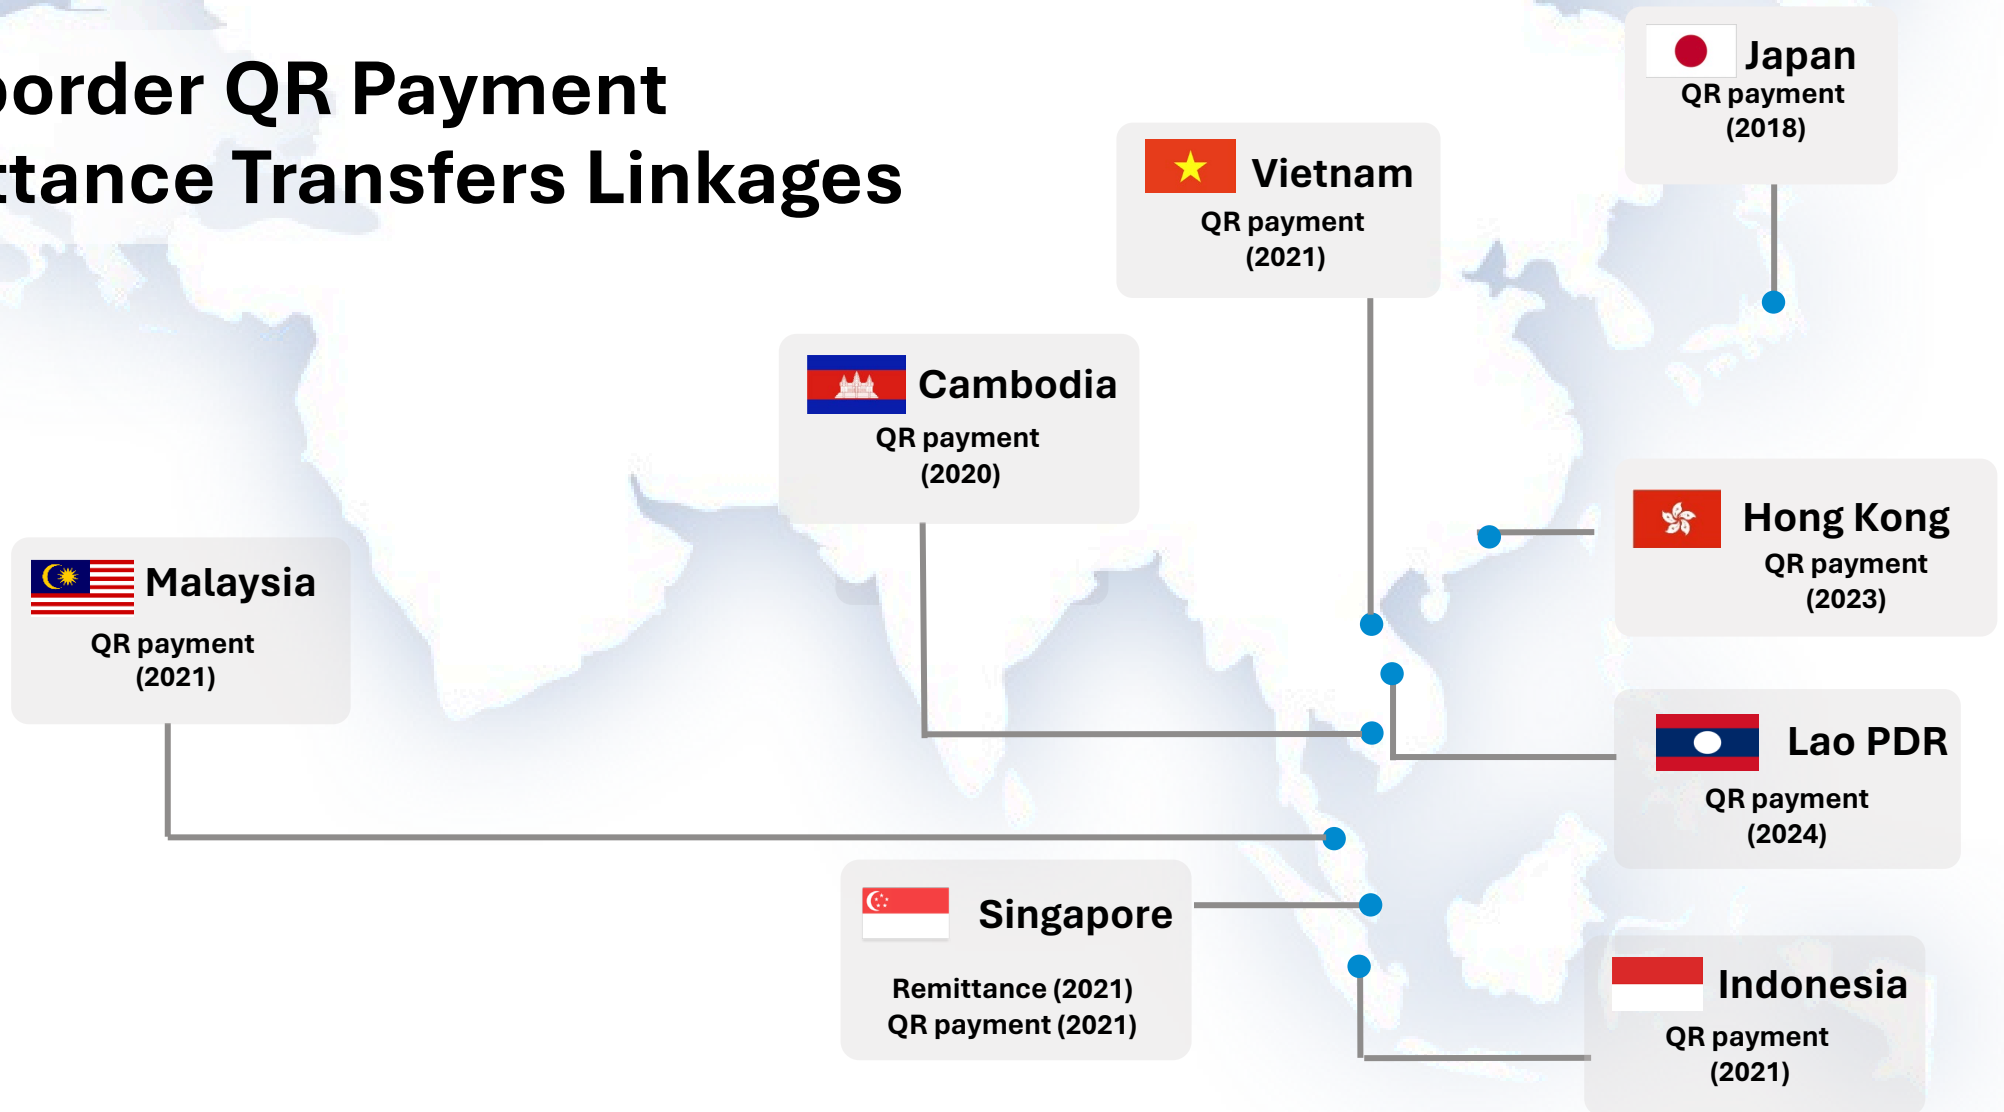 order QR Payment
ttance Transfers Linkages
Japan
QR payment
(2018)
Vietnam
QR payment
(2021)
Cambodia
QR payment
(2020)
Hong Kong
QR payment
(2023)
Malaysia
QR payment
(2021)
Lao PDR
QR payment
(2024)
Singapore
Remittance (2021)
QR payment (2021)
Indonesia
QR payment
(2021)